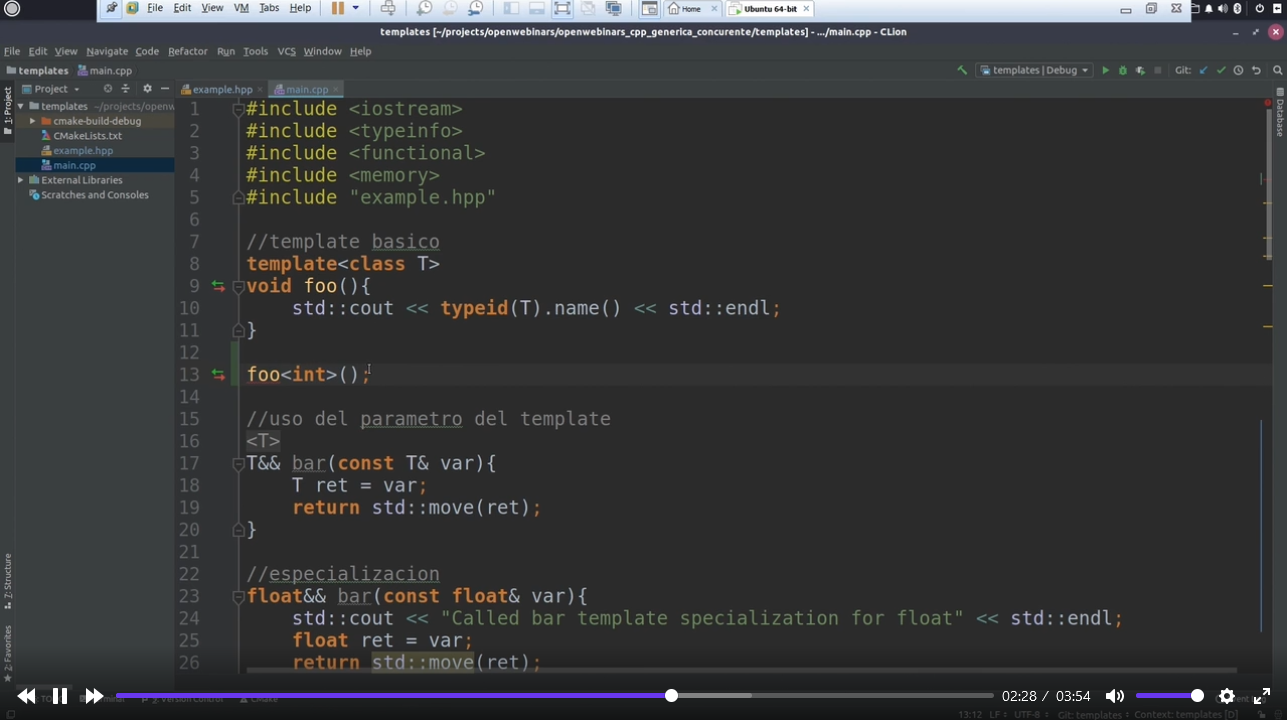 File Edit View VM Tabs Help Home Ubuntu 64-bit
templates [~/projects/openwebinars/openwebinars_cpp_generica_concurente/templates] - .../main.cpp - CLion
File Edit View Navigate Code Refactor Run Tools VCS Window Help
templates main.cpp templates | Debug Git:
Project example.hpp main.cpp
1: Project
templates ~/projects/openw
cmake-build-debug
CMakeLists.txt
example.hpp
main.cpp
External Libraries
Scratches and Consoles
Database
1 #include <iostream>
2 #include <typeinfo>
3 #include <functional>
4 #include <memory>
5 #include "example.hpp"
6
7 //template basico
8 template<class T>
9 void foo(){
10 std::cout << typeid(T).name() << std::endl;
11 }
12
13 foo<int>();
14
15 //uso del parametro del template
16 <T>
17 T&& bar(const T& var){
18 T ret = var;
19 return std::move(ret);
20 }
21
22 //especializacion
23 float&& bar(const float& var){
24 std::cout << "Called bar template specialization for float" << std::endl;
25 float ret = var;
26 return std::move(ret);
7: Structure
2: Favorites
02:28 / 03:54
13:12 LF UTF-8 Git: templates Context: templates [D]